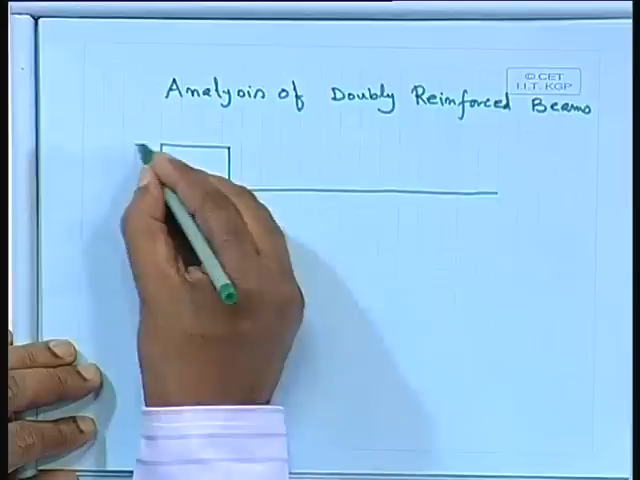 © CET
I.I.T. KGP
Analysis of Doubly Reinforced Beams